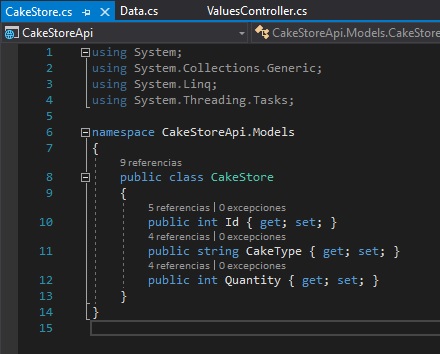 CakeStore.cs Data.cs ValuesController.cs
CakeStoreApi CakeStoreApi.Models.CakeStore
1 using System;
2 using System.Collections.Generic;
3 using System.Linq;
4 using System.Threading.Tasks;
5
6 namespace CakeStoreApi.Models
7 {
9 referencias
8 public class CakeStore
9 {
5 referencias | 0 excepciones
10 public int Id { get; set; }
4 referencias | 0 excepciones
11 public string CakeType { get; set; }
4 referencias | 0 excepciones
12 public int Quantity { get; set; }
13 }
14 }
15